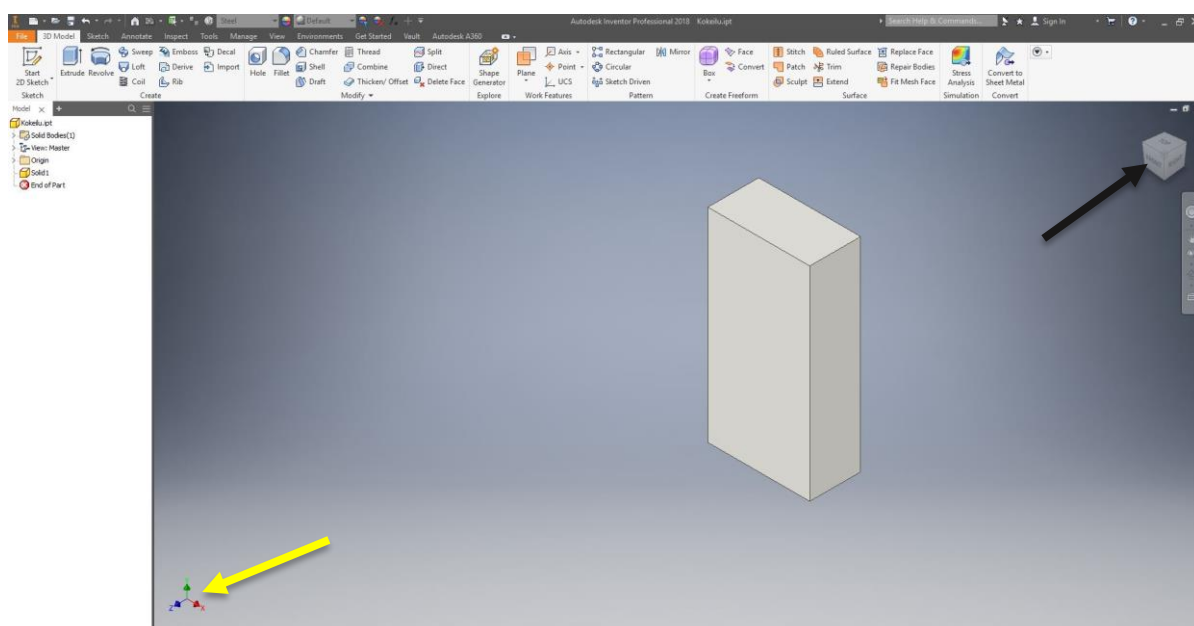 Steel Default Autodesk Inventor Professional 2018 Kokeilu.ipt Search Help & Commands... Sign In
File 3D Model Sketch Annotate Inspect Tools Manage View Environments Get Started Vault Autodesk A360
Sweep Emboss Decal Chamfer Thread Split Axis Rectangular Mirror Face Stitch Ruled Surface Replace Face
Loft Derive Import Shell Combine Direct Point Circular Convert Patch Trim Repair Bodies
Coil Rib Draft Thicken/ Offset Delete Face UCS Sketch Driven Sculpt Extend Fit Mesh Face
Start
2D Sketch
Extrude Revolve
Hole Fillet
Shape
Generator
Plane
Box
Stress
Analysis
Convert to
Sheet Metal
Sketch Create Modify Explore Work Features Pattern Create Freeform Surface Simulation Convert
Model
Kokeilu.ipt
Solid Bodies(1)
View: Master
Origin
Solid1
End of Part
Z X